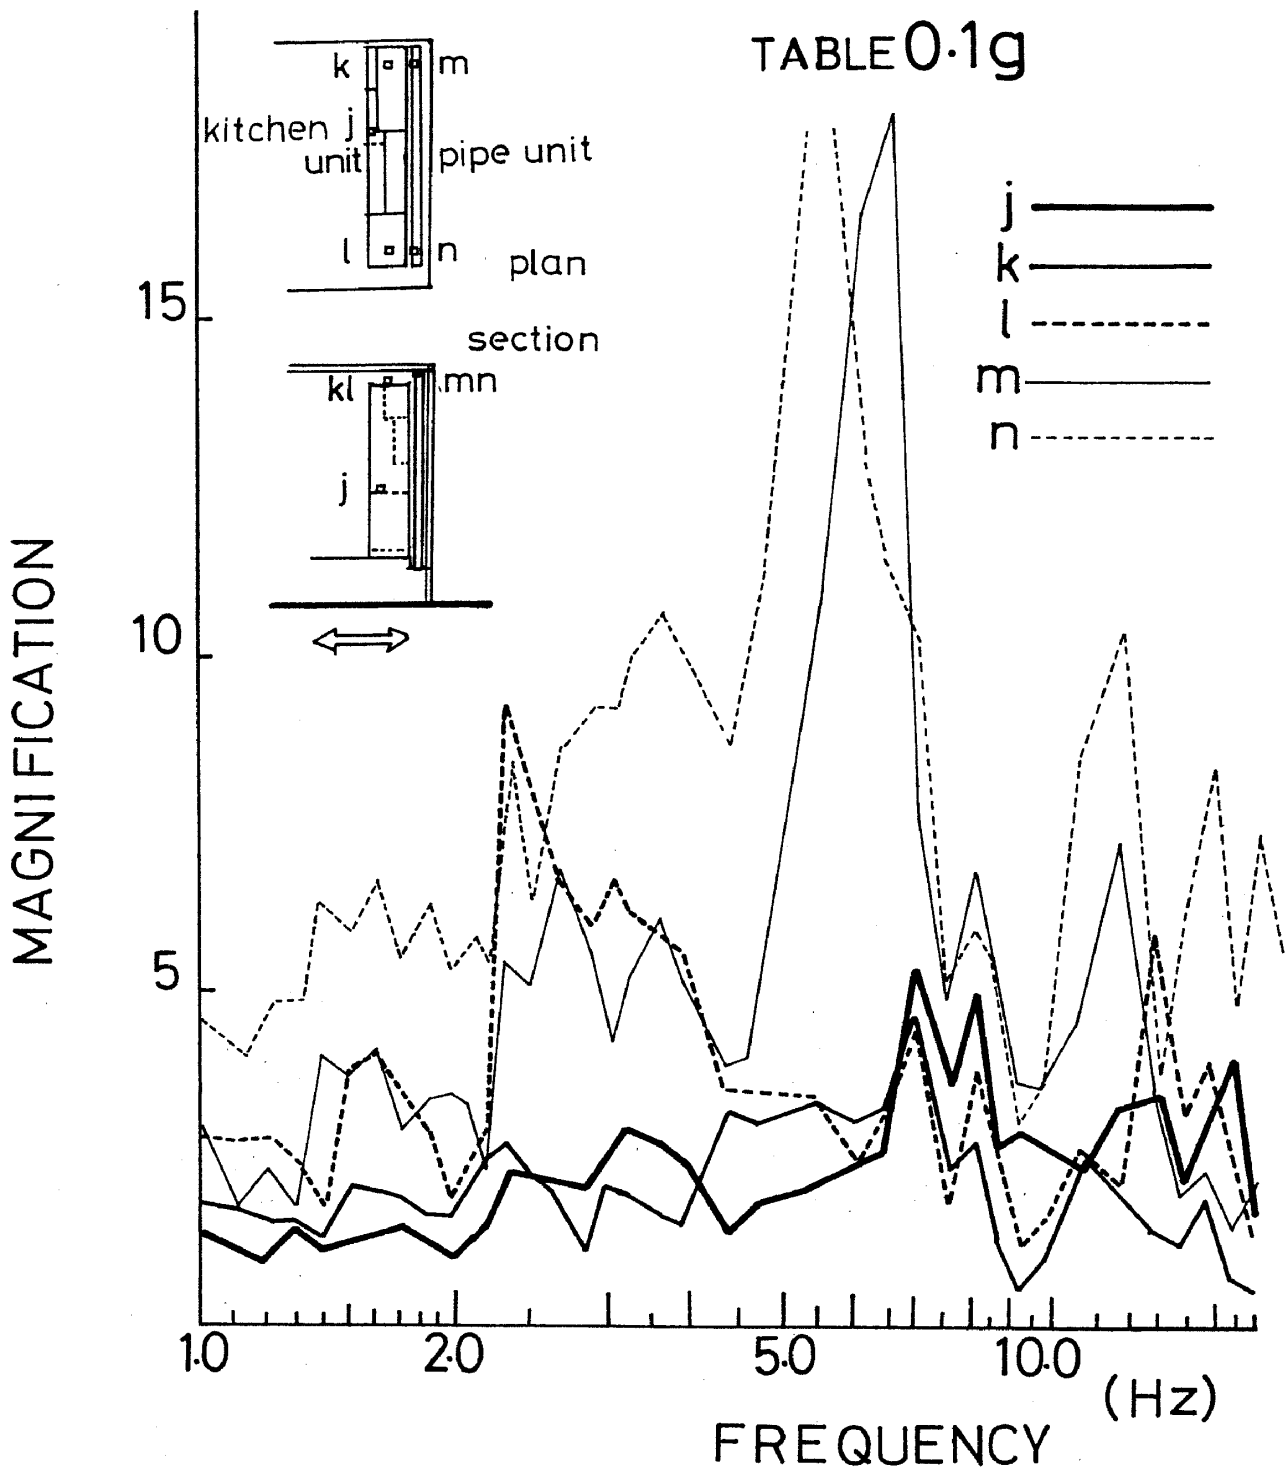 TABLE 0.1g
k m
kitchen j
unit pipe unit
l n
plan
section
kl mn
j
j
k
l
m
n
15
10
5
MAGNIFICATION
1.0 2.0 5.0 10.0
(Hz)
FREQUENCY